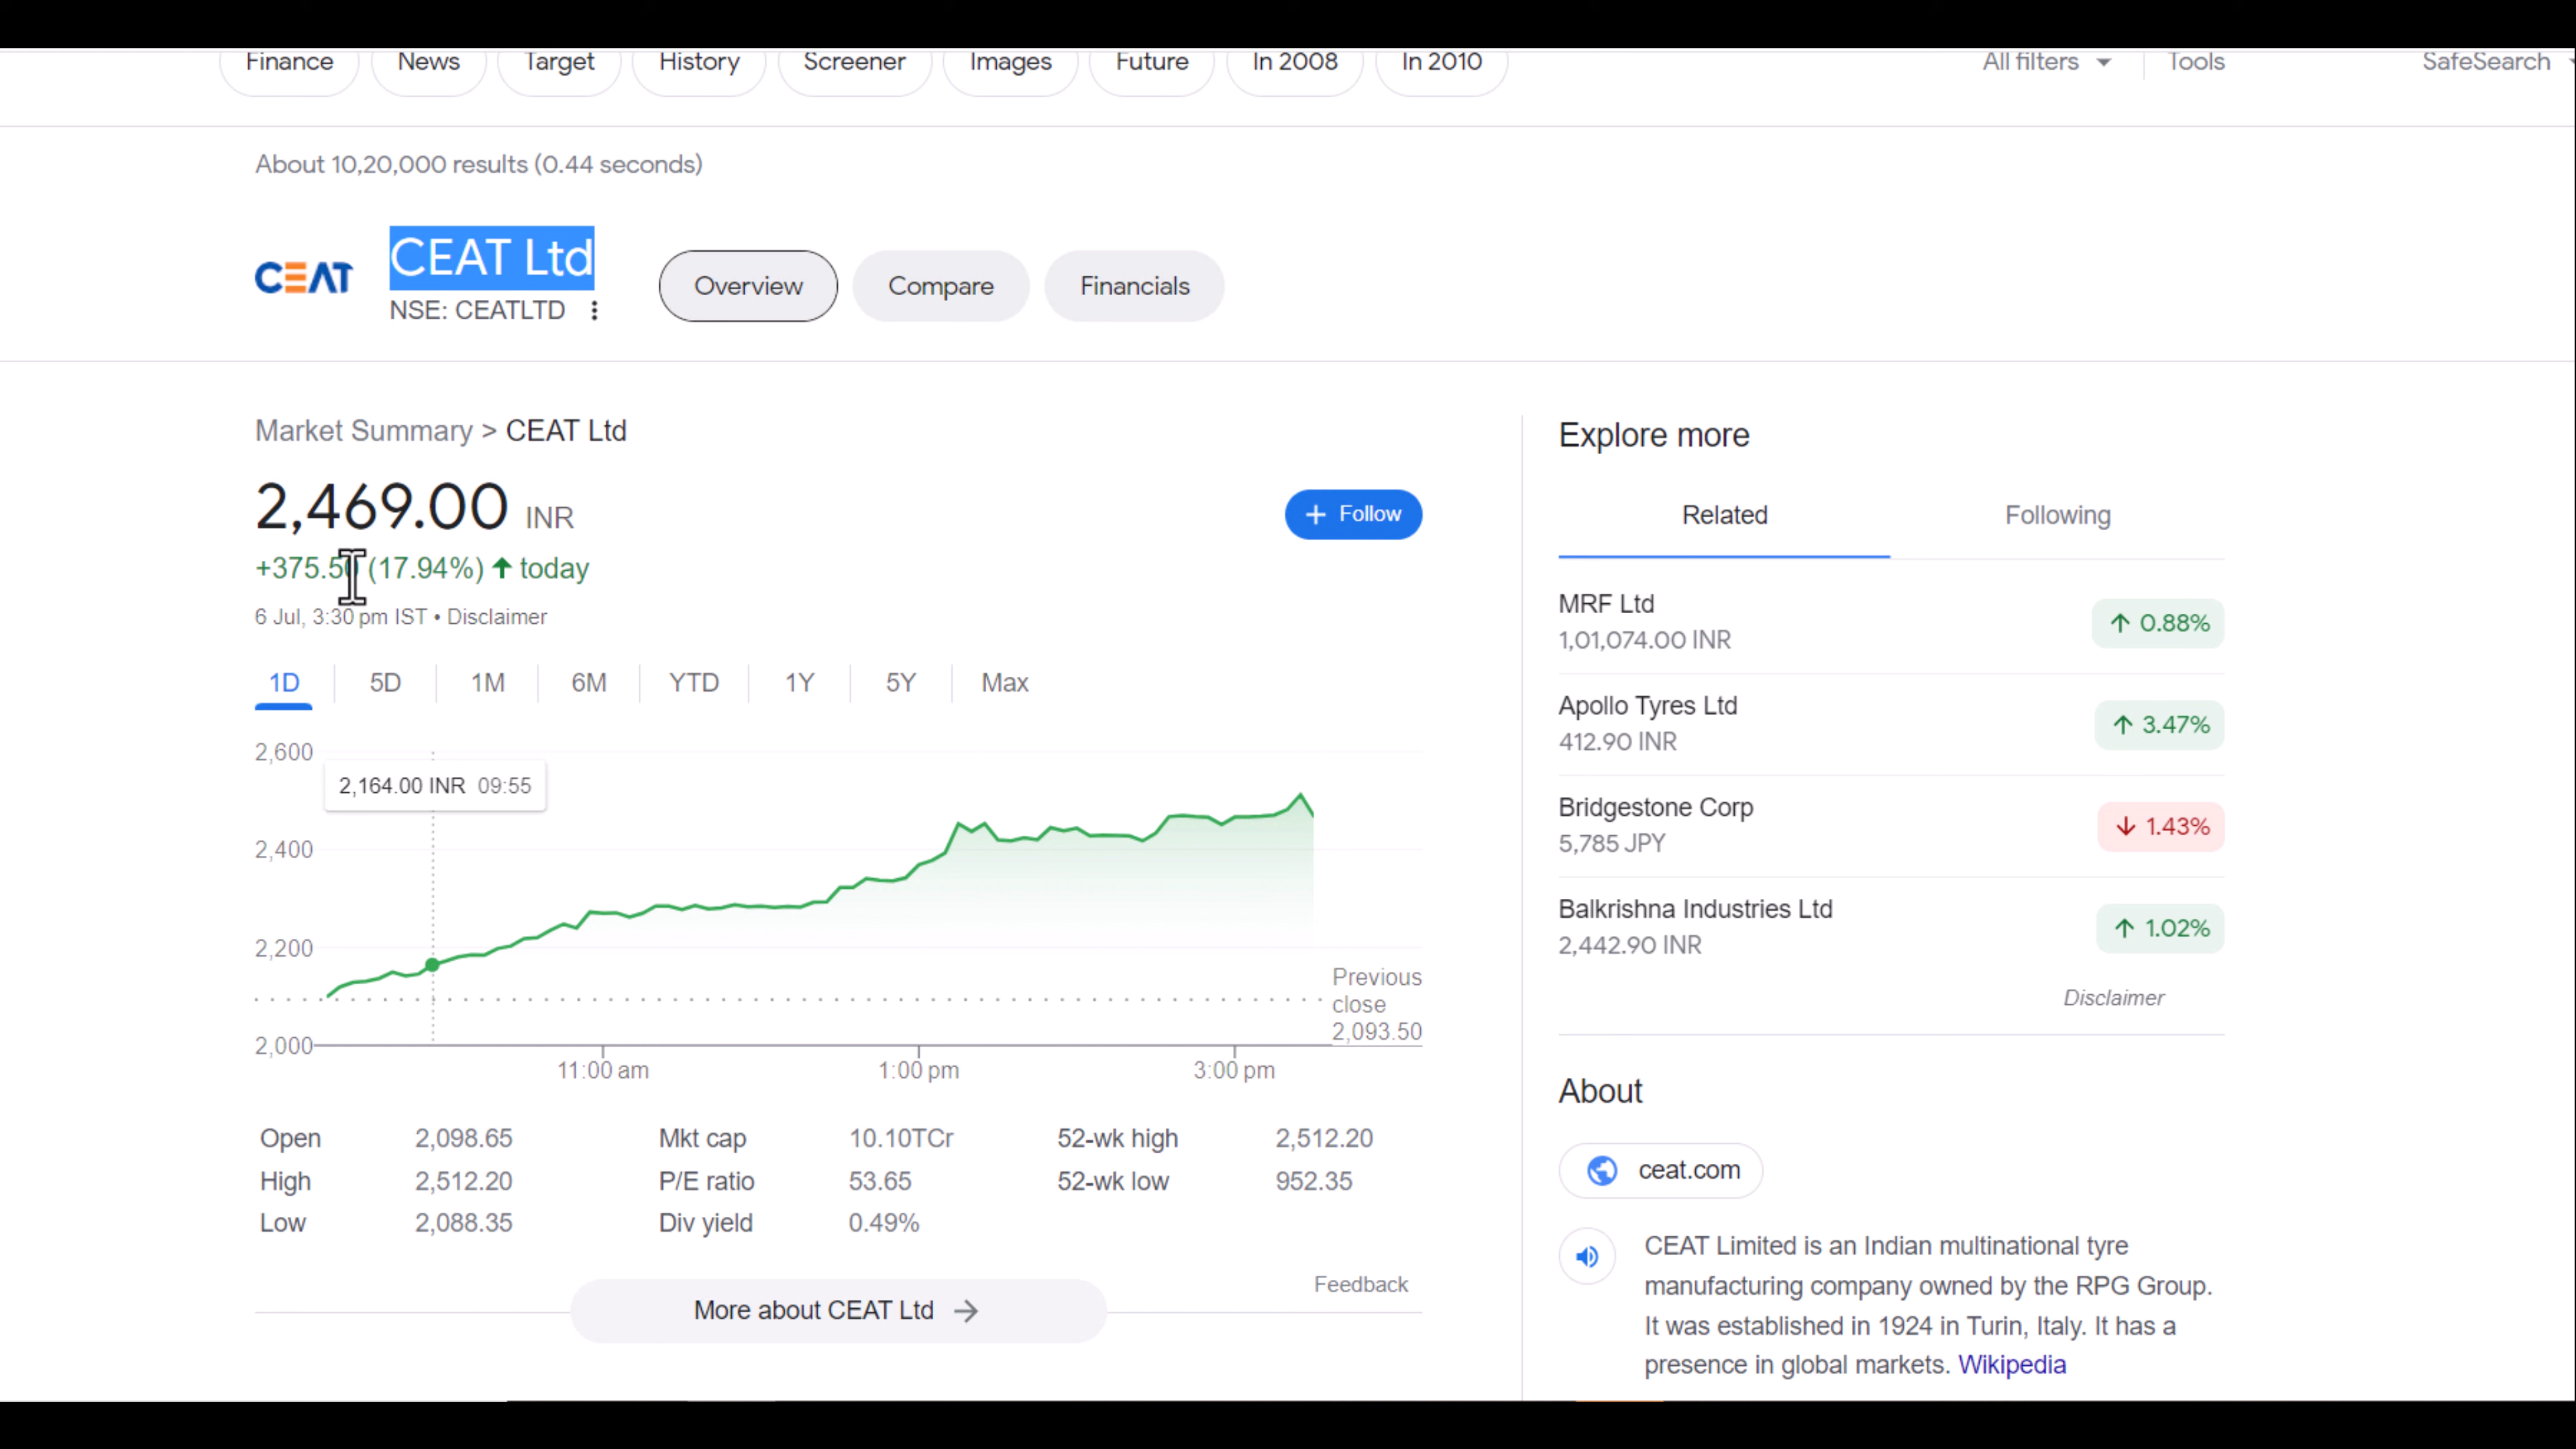 Finance News Target History Screener Images Future In 2008 In 2010 All filters Tools SafeSearch
About 10,20,000 results (0.44 seconds)
CEAT
CEAT Ltd
NSE: CEATLTD
Overview Compare Financials
Market Summary > CEAT Ltd
2,469.00 INR
+375.50 (17.94%) today
6 Jul, 3:30 pm IST • Disclaimer
+ Follow
1D 5D 1M 6M YTD 1Y 5Y Max
2,600
2,164.00 INR 09:55
2,400
2,200
Previous
close
2,093.50
2,000
11:00 am 1:00 pm 3:00 pm
Open 2,098.65 Mkt cap 10.10TCr 52-wk high 2,512.20
High 2,512.20 P/E ratio 53.65 52-wk low 952.35
Low 2,088.35 Div yield 0.49%
Feedback
More about CEAT Ltd →
Explore more
Related Following
MRF Ltd
1,01,074.00 INR
↑ 0.88%
Apollo Tyres Ltd
412.90 INR
↑ 3.47%
Bridgestone Corp
5,785 JPY
↓ 1.43%
Balkrishna Industries Ltd
2,442.90 INR
↑ 1.02%
Disclaimer
About
ceat.com
CEAT Limited is an Indian multinational tyre
manufacturing company owned by the RPG Group.
It was established in 1924 in Turin, Italy. It has a
presence in global markets. Wikipedia